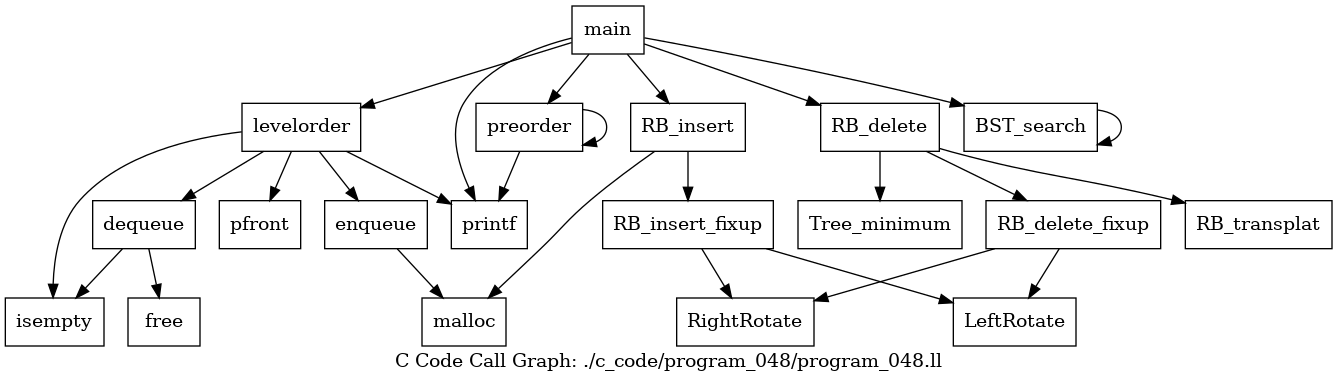 main
levelorder
preorder
RB_insert
RB_delete
BST_search
dequeue
pfront
enqueue
printf
RB_insert_fixup
Tree_minimum
RB_delete_fixup
RB_transplat
isempty
free
malloc
RightRotate
LeftRotate
C Code Call Graph: ./c_code/program_048/program_048.ll